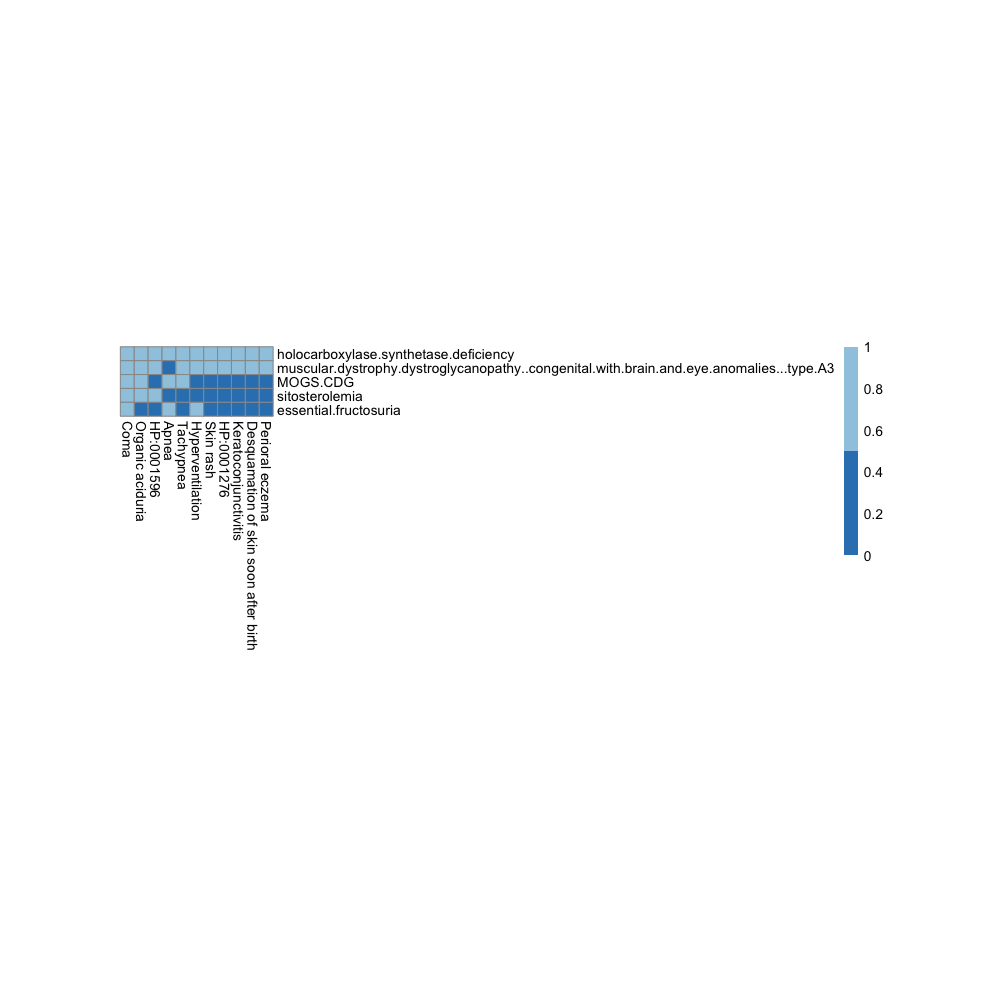 holocarboxylase.synthetase.deficiency
muscular.dystrophy.dystroglycanopathy..congenital.with.brain.and.eye.anomalies...type.A3
MOGS.CDG
sitosterolemia
essential.fructosuria
Coma
Organic aciduria
HP:0001596
Apnea
Tachypnea
Hyperventilation
Skin rash
HP:0001276
Keratoconjunctivitis
Desquamation of skin soon after birth
Perioral eczema
1
0.8
0.6
0.4
0.2
0